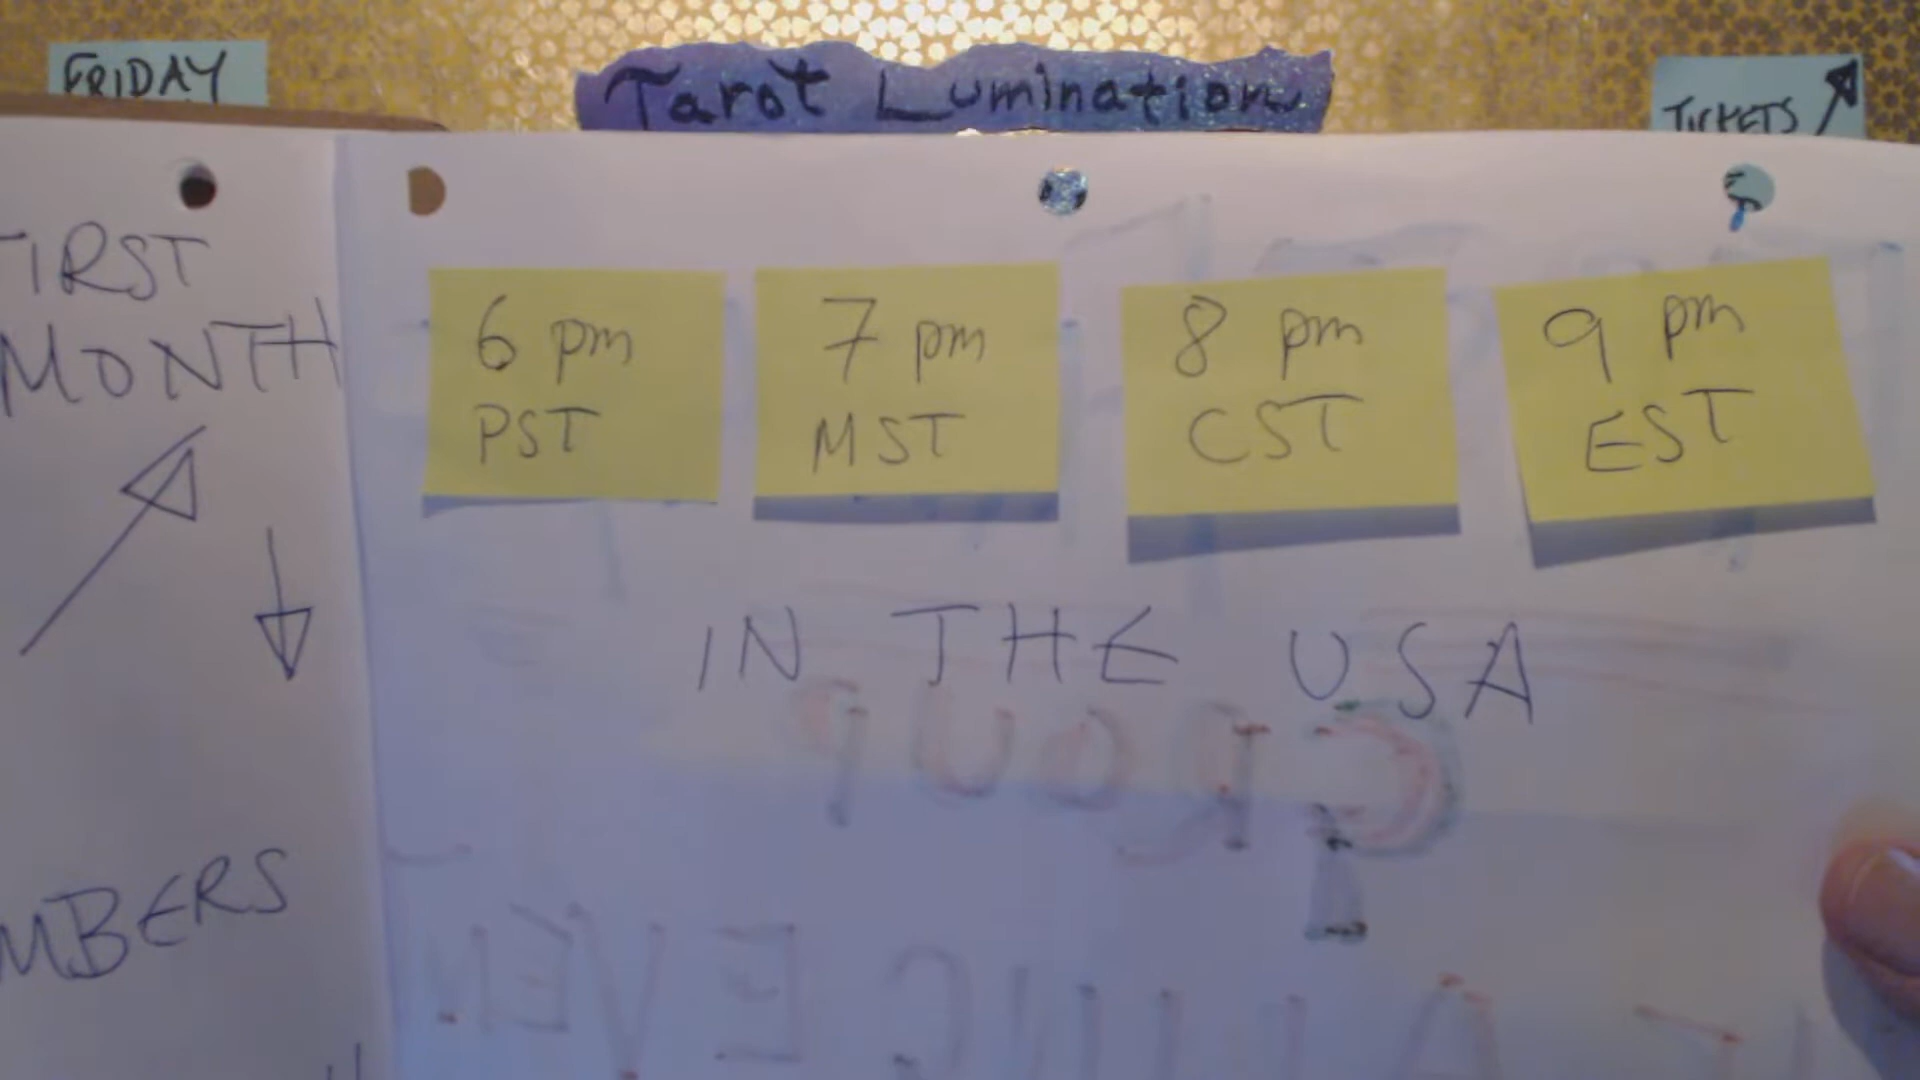 FRIDAY
Tarot Lumination
TICKETS
IRST
MONTH
MBERS
6 pm
PST
7 pm
MST
8 pm
CST
9 pm
EST
IN THE USA
GROUP